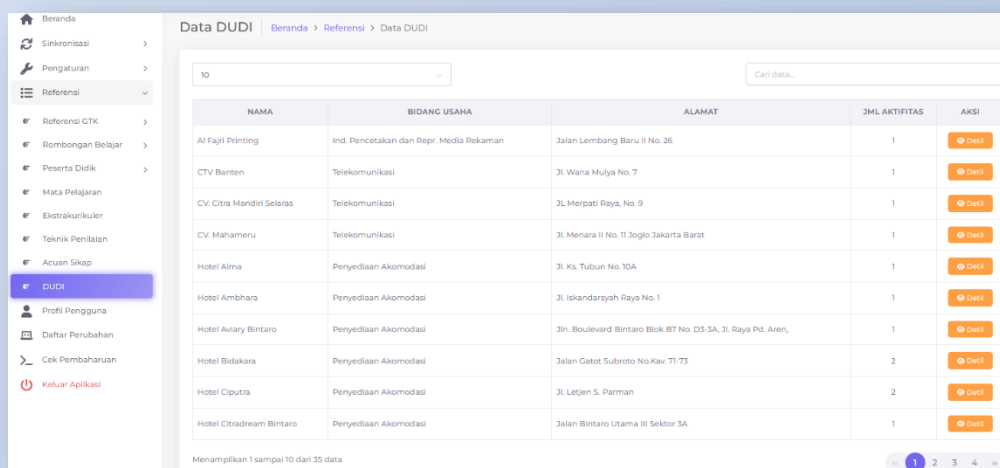 Beranda
Sinkronisasi
Pengaturan
Referensi
Referensi GTK
Rombongan Belajar
Peserta Didik
Mata Pelajaran
Ekstrakurikuler
Teknik Penilaian
Acuan Sikap
DUDI
Profil Pengguna
Daftar Perubahan
Cek Pembaharuan
Keluar Aplikasi
Data DUDI | Beranda > Referensi > Data DUDI
10 Cari data...
NAMA BIDANG USAHA ALAMAT JML AKTIFITAS AKSI
Al Fajri Printing Ind. Pencetakan dan Repr. Media Rekaman Jalan Lembang Baru II No. 26 1 Detil
CTV Banten Telekomunikasi Jl. Wana Mulya No. 7 1 Detil
CV. Citra Mandiri Selaras Telekomunikasi JL Merpati Raya, No. 9 1 Detil
CV. Mahameru Telekomunikasi Jl. Menara II No. 11 Joglo Jakarta Barat 1 Detil
Hotel Alma Penyediaan Akomodasi Jl. Ks. Tubun No. 10A 1 Detil
Hotel Ambhara Penyediaan Akomodasi Jl. Iskandarsyah Raya No. 1 1 Detil
Hotel Aviary Bintaro Penyediaan Akomodasi Jln. Boulevard Bintaro Blok B7 No. D3-3A, Jl. Raya Pd. Aren, 1 Detil
Hotel Bidakara Penyediaan Akomodasi Jalan Gatot Subroto No.Kav. 71-73 2 Detil
Hotel Ciputra Penyediaan Akomodasi Jl. Letjen S. Parman 2 Detil
Hotel Citradream Bintaro Penyediaan Akomodasi Jalan Bintaro Utama III Sektor 3A 1 Detil
Menampilkan 1 sampai 10 dari 35 data « 1 2 3 4 »